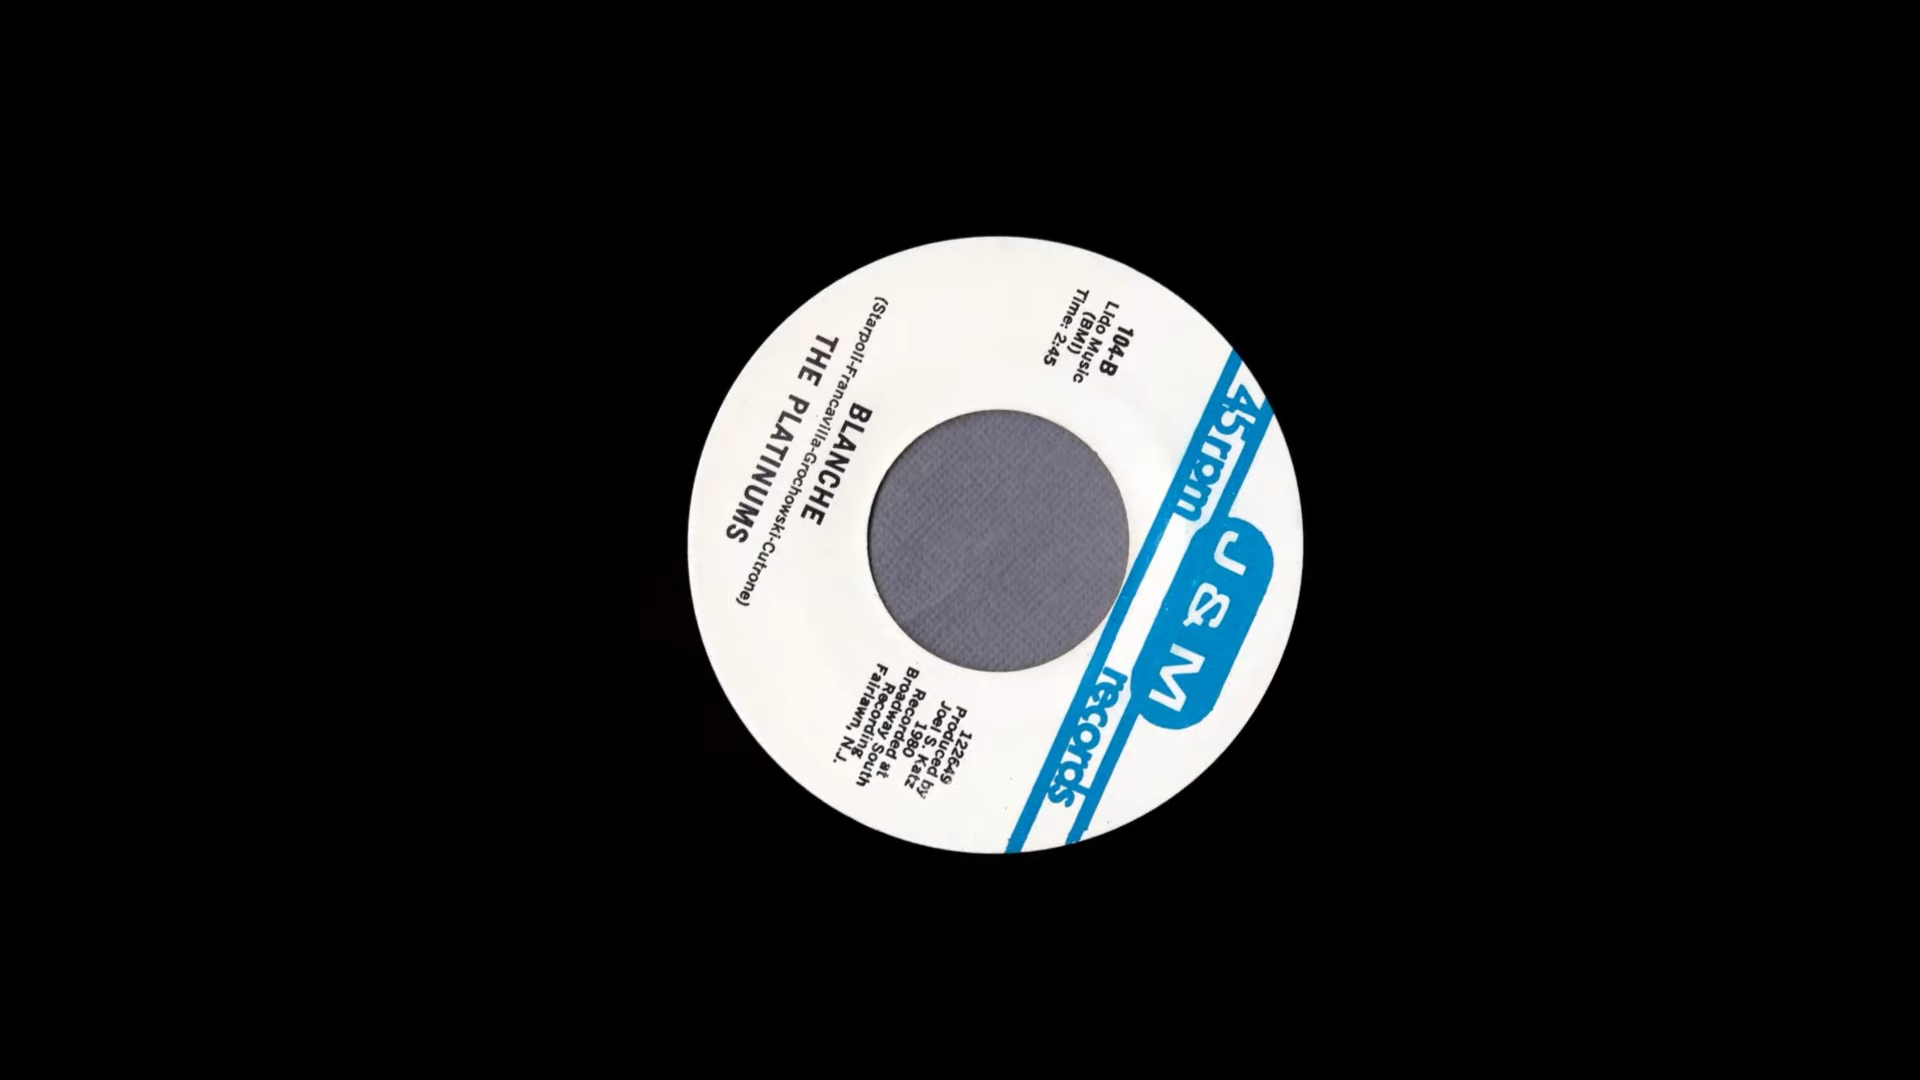 45rpm
J & M
records
104-B
Lido Music
(BMI)
Time: 2:45
122649
Produced by
Joel S. Katz
1980
Recorded at
Broadway South
Recording
Fairlawn, N.J.
BLANCHE
(Starpoli-Francavilla-Grochowski-Cutrone)
THE PLATINUMS